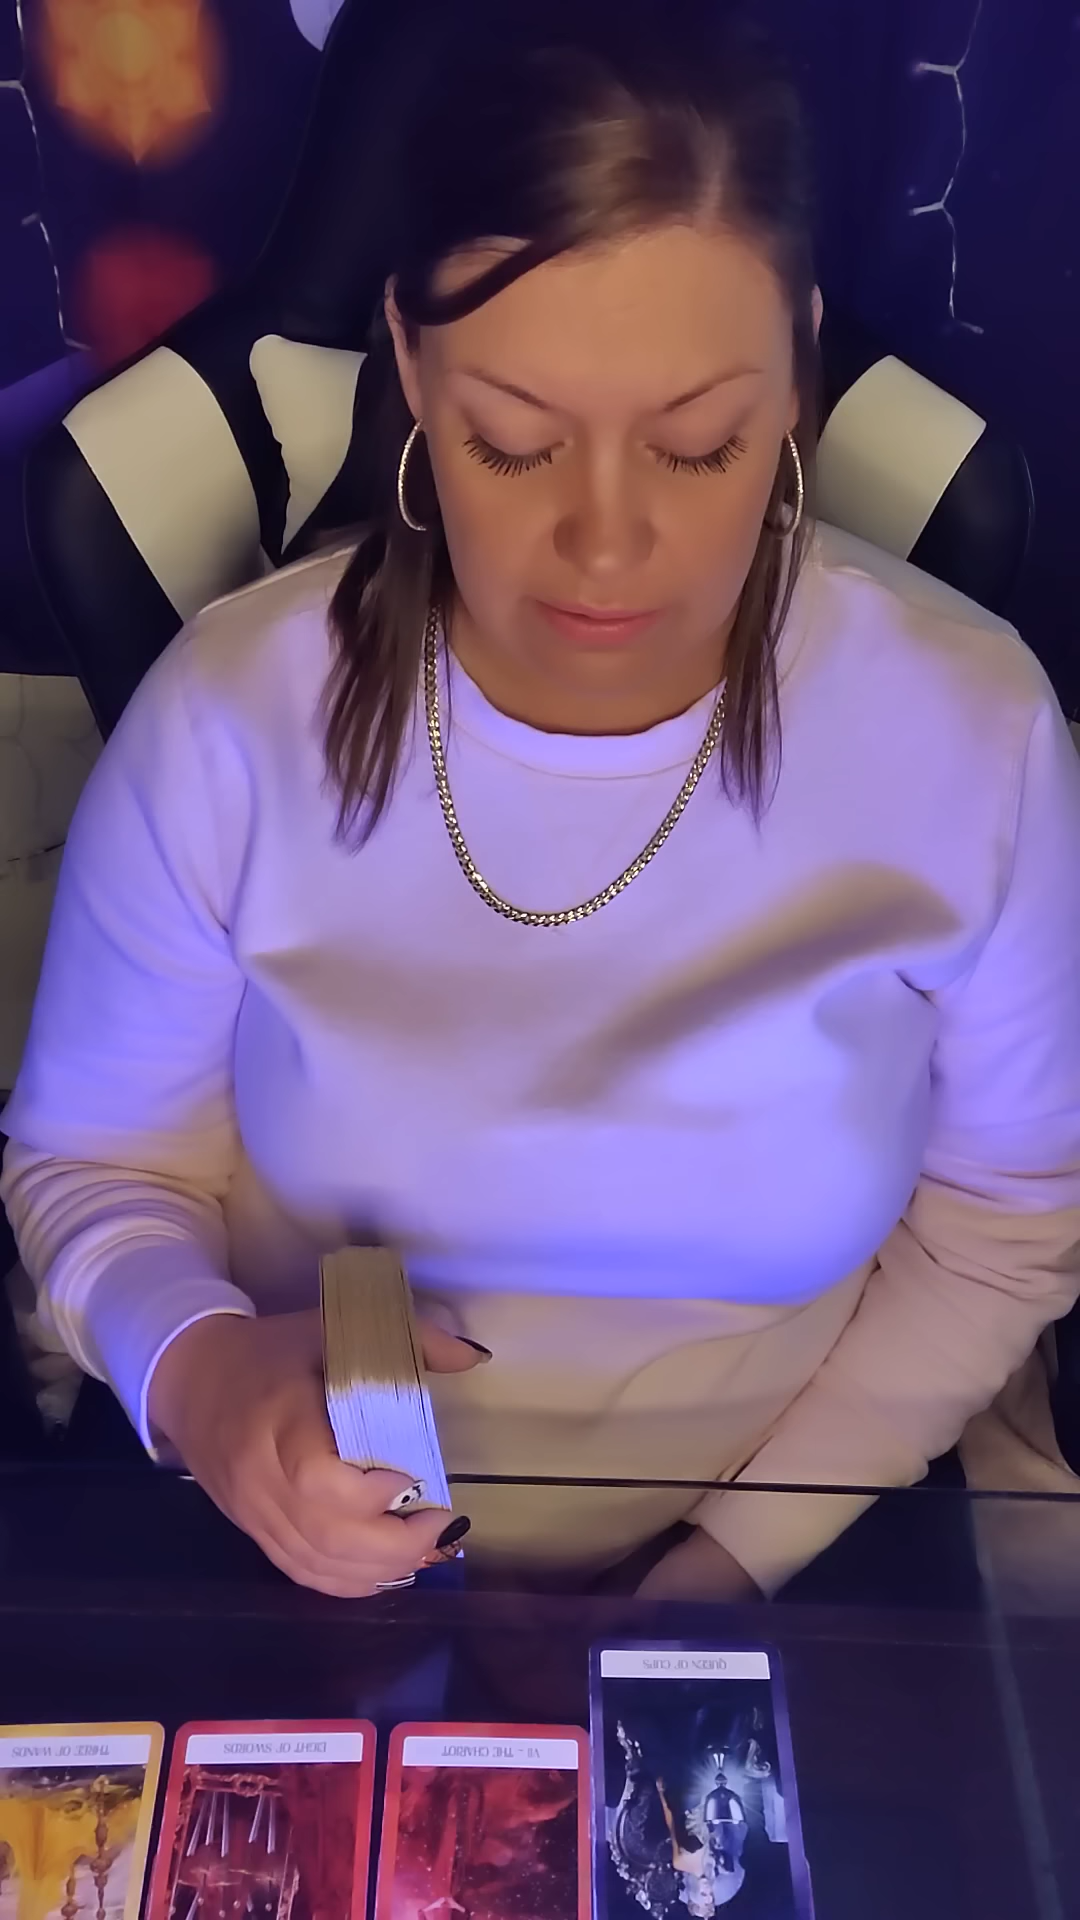 QUEEN OF CUPS
THREE OF WANDS
EIGHT OF SWORDS
VII - THE CHARIOT